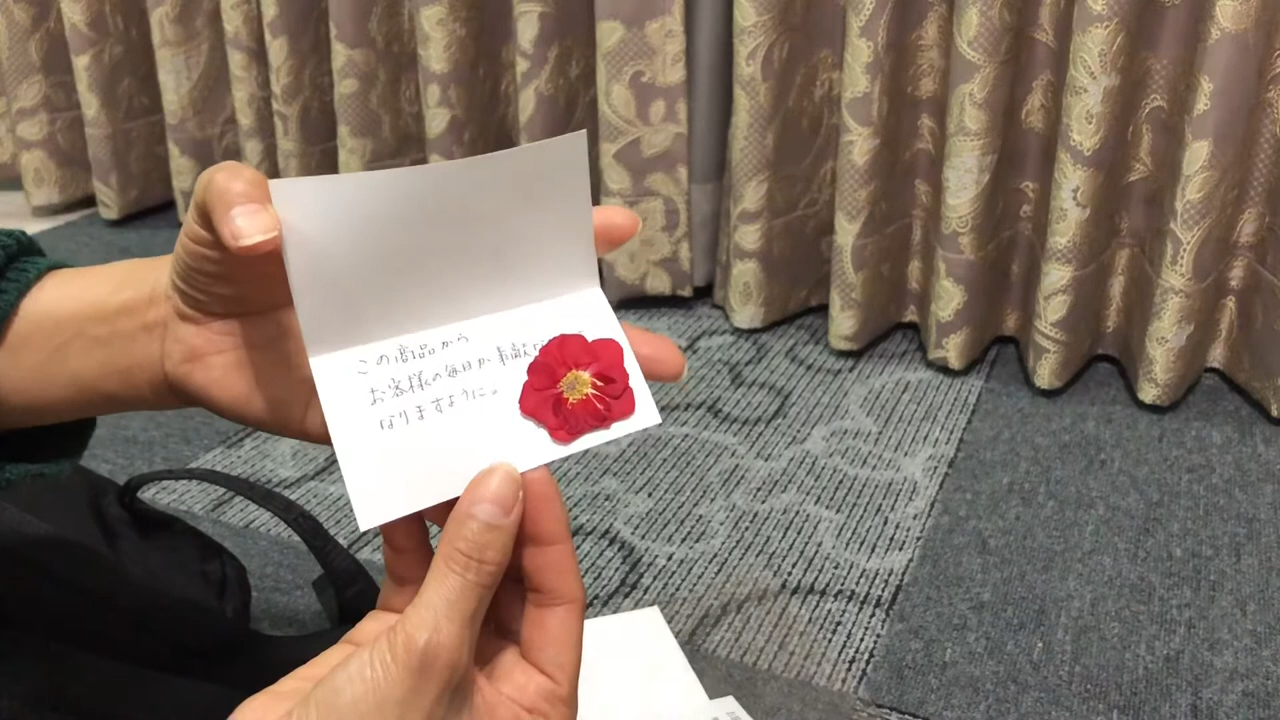 この商品から
お客様の毎日が素敵な
なりますように。